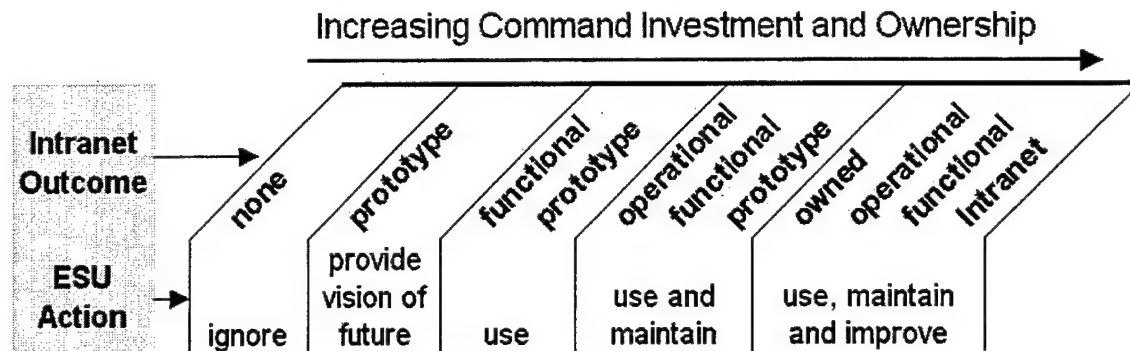 Increasing Command Investment and Ownership
Intranet
Outcome
none
prototype
functional
prototype
operational
functional
prototype
owned
operational
functional
Intranet
ESU
Action
ignore
provide
vision of
future
use
use and
maintain
use, maintain
and improve